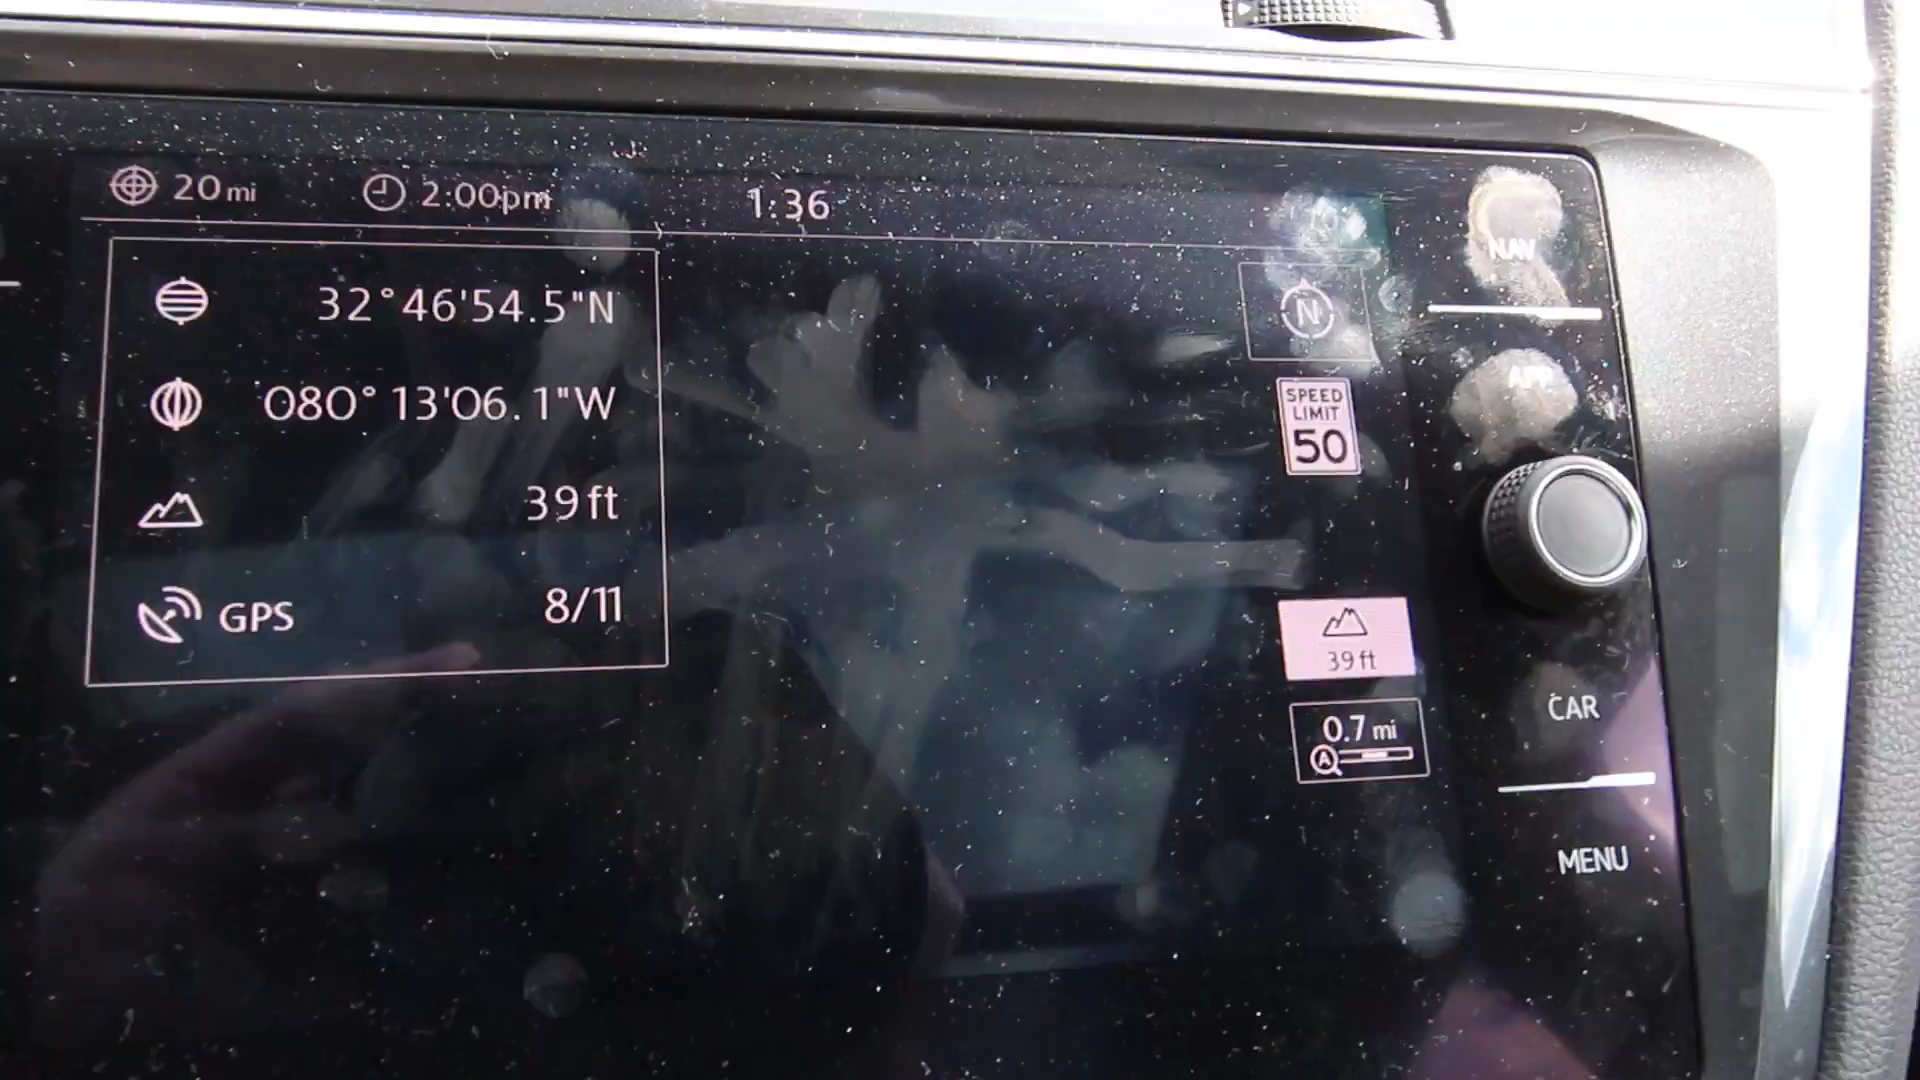 20 mi 2:00pm 1:36
32°46'54.5"N
080°13'06.1"W
39 ft
GPS 8/11
N
SPEED
LIMIT
50
39 ft
0.7 mi
A
NAV
APP
CAR
MENU